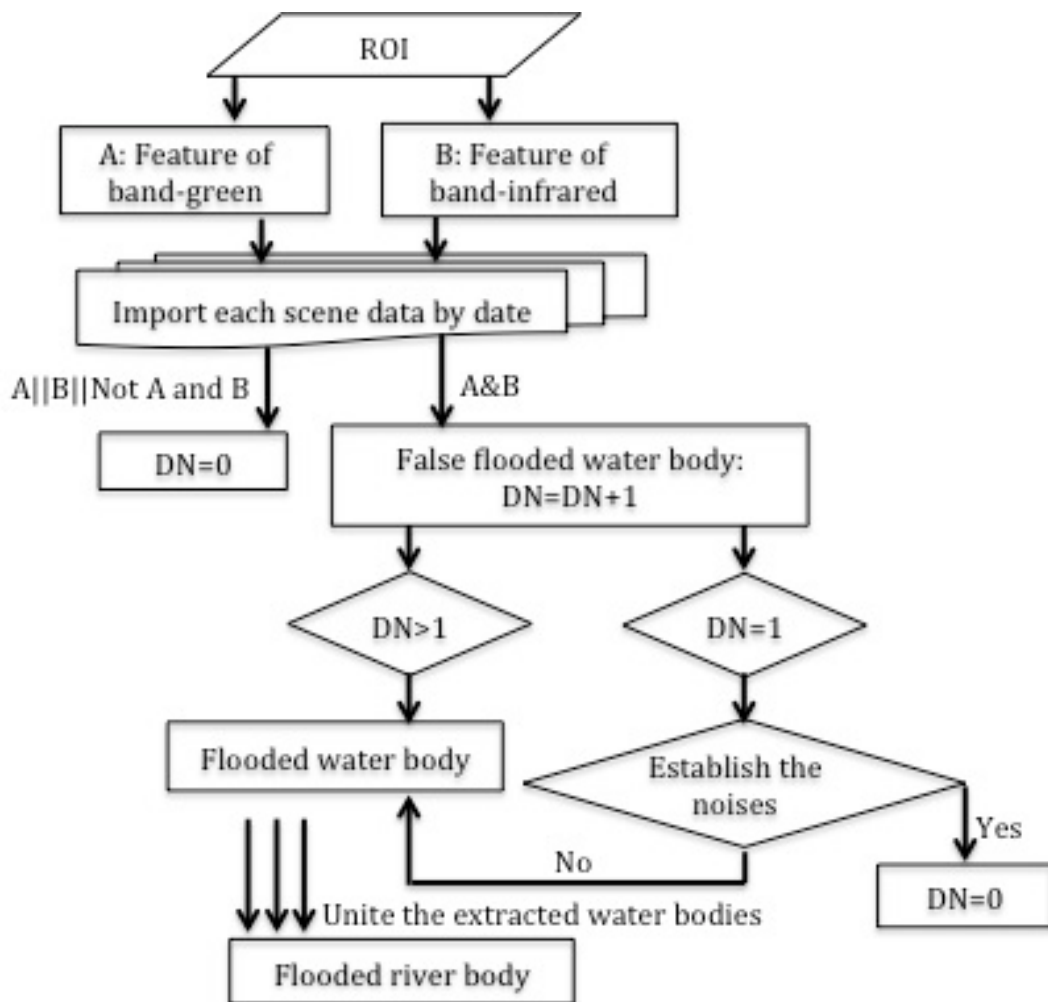 ROI
A: Feature of
band-green
B: Feature of
band-infrared
Import each scene data by date
A||B||Not A and B
A&B
DN=0
False flooded water body:
DN=DN+1
DN>1
DN=1
Flooded water body
Establish the
noises
Yes
No
DN=0
Unite the extracted water bodies
Flooded river body